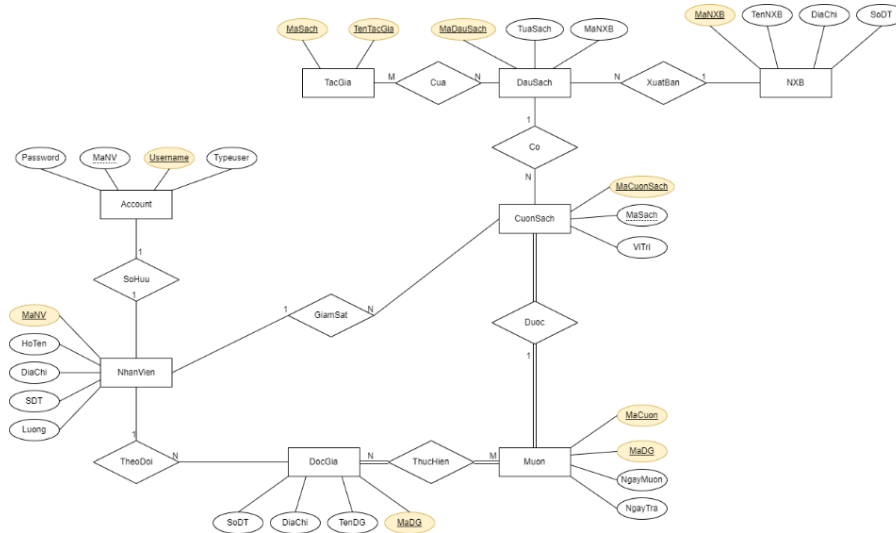 MaSach
TenTacGia
MaDauSach
TuaSach
MaNXB
MaNXB
TenNXB
DiaChi
SoDT
TacGia
M
Cua
N
DauSach
N
XuatBan
1
NXB
1
Co
N
Password
MaNV
Username
Typeuser
Account
1
SoHuu
1
CuonSach
MaCuonSach
MaSach
ViTri
MaNV
HoTen
DiaChi
SDT
Luong
NhanVien
1
GiamSat
N
Duoc
1
1
TheoDoi
N
DocGia
N
ThucHien
M
Muon
MaCuon
MaDG
NgayMuon
NgayTra
SoDT
DiaChi
TenDG
MaDG